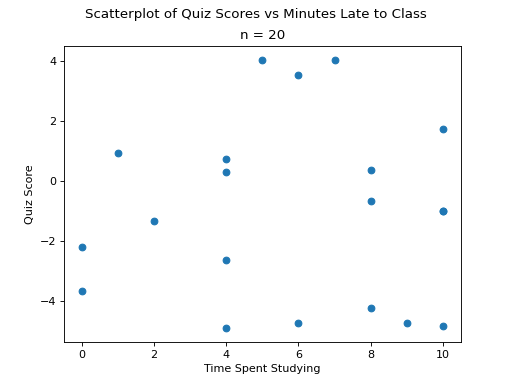 Scatterplot of Quiz Scores vs Minutes Late to Class
n = 20
4
2
0
−2
−4
Quiz Score
0 2 4 6 8 10
Time Spent Studying